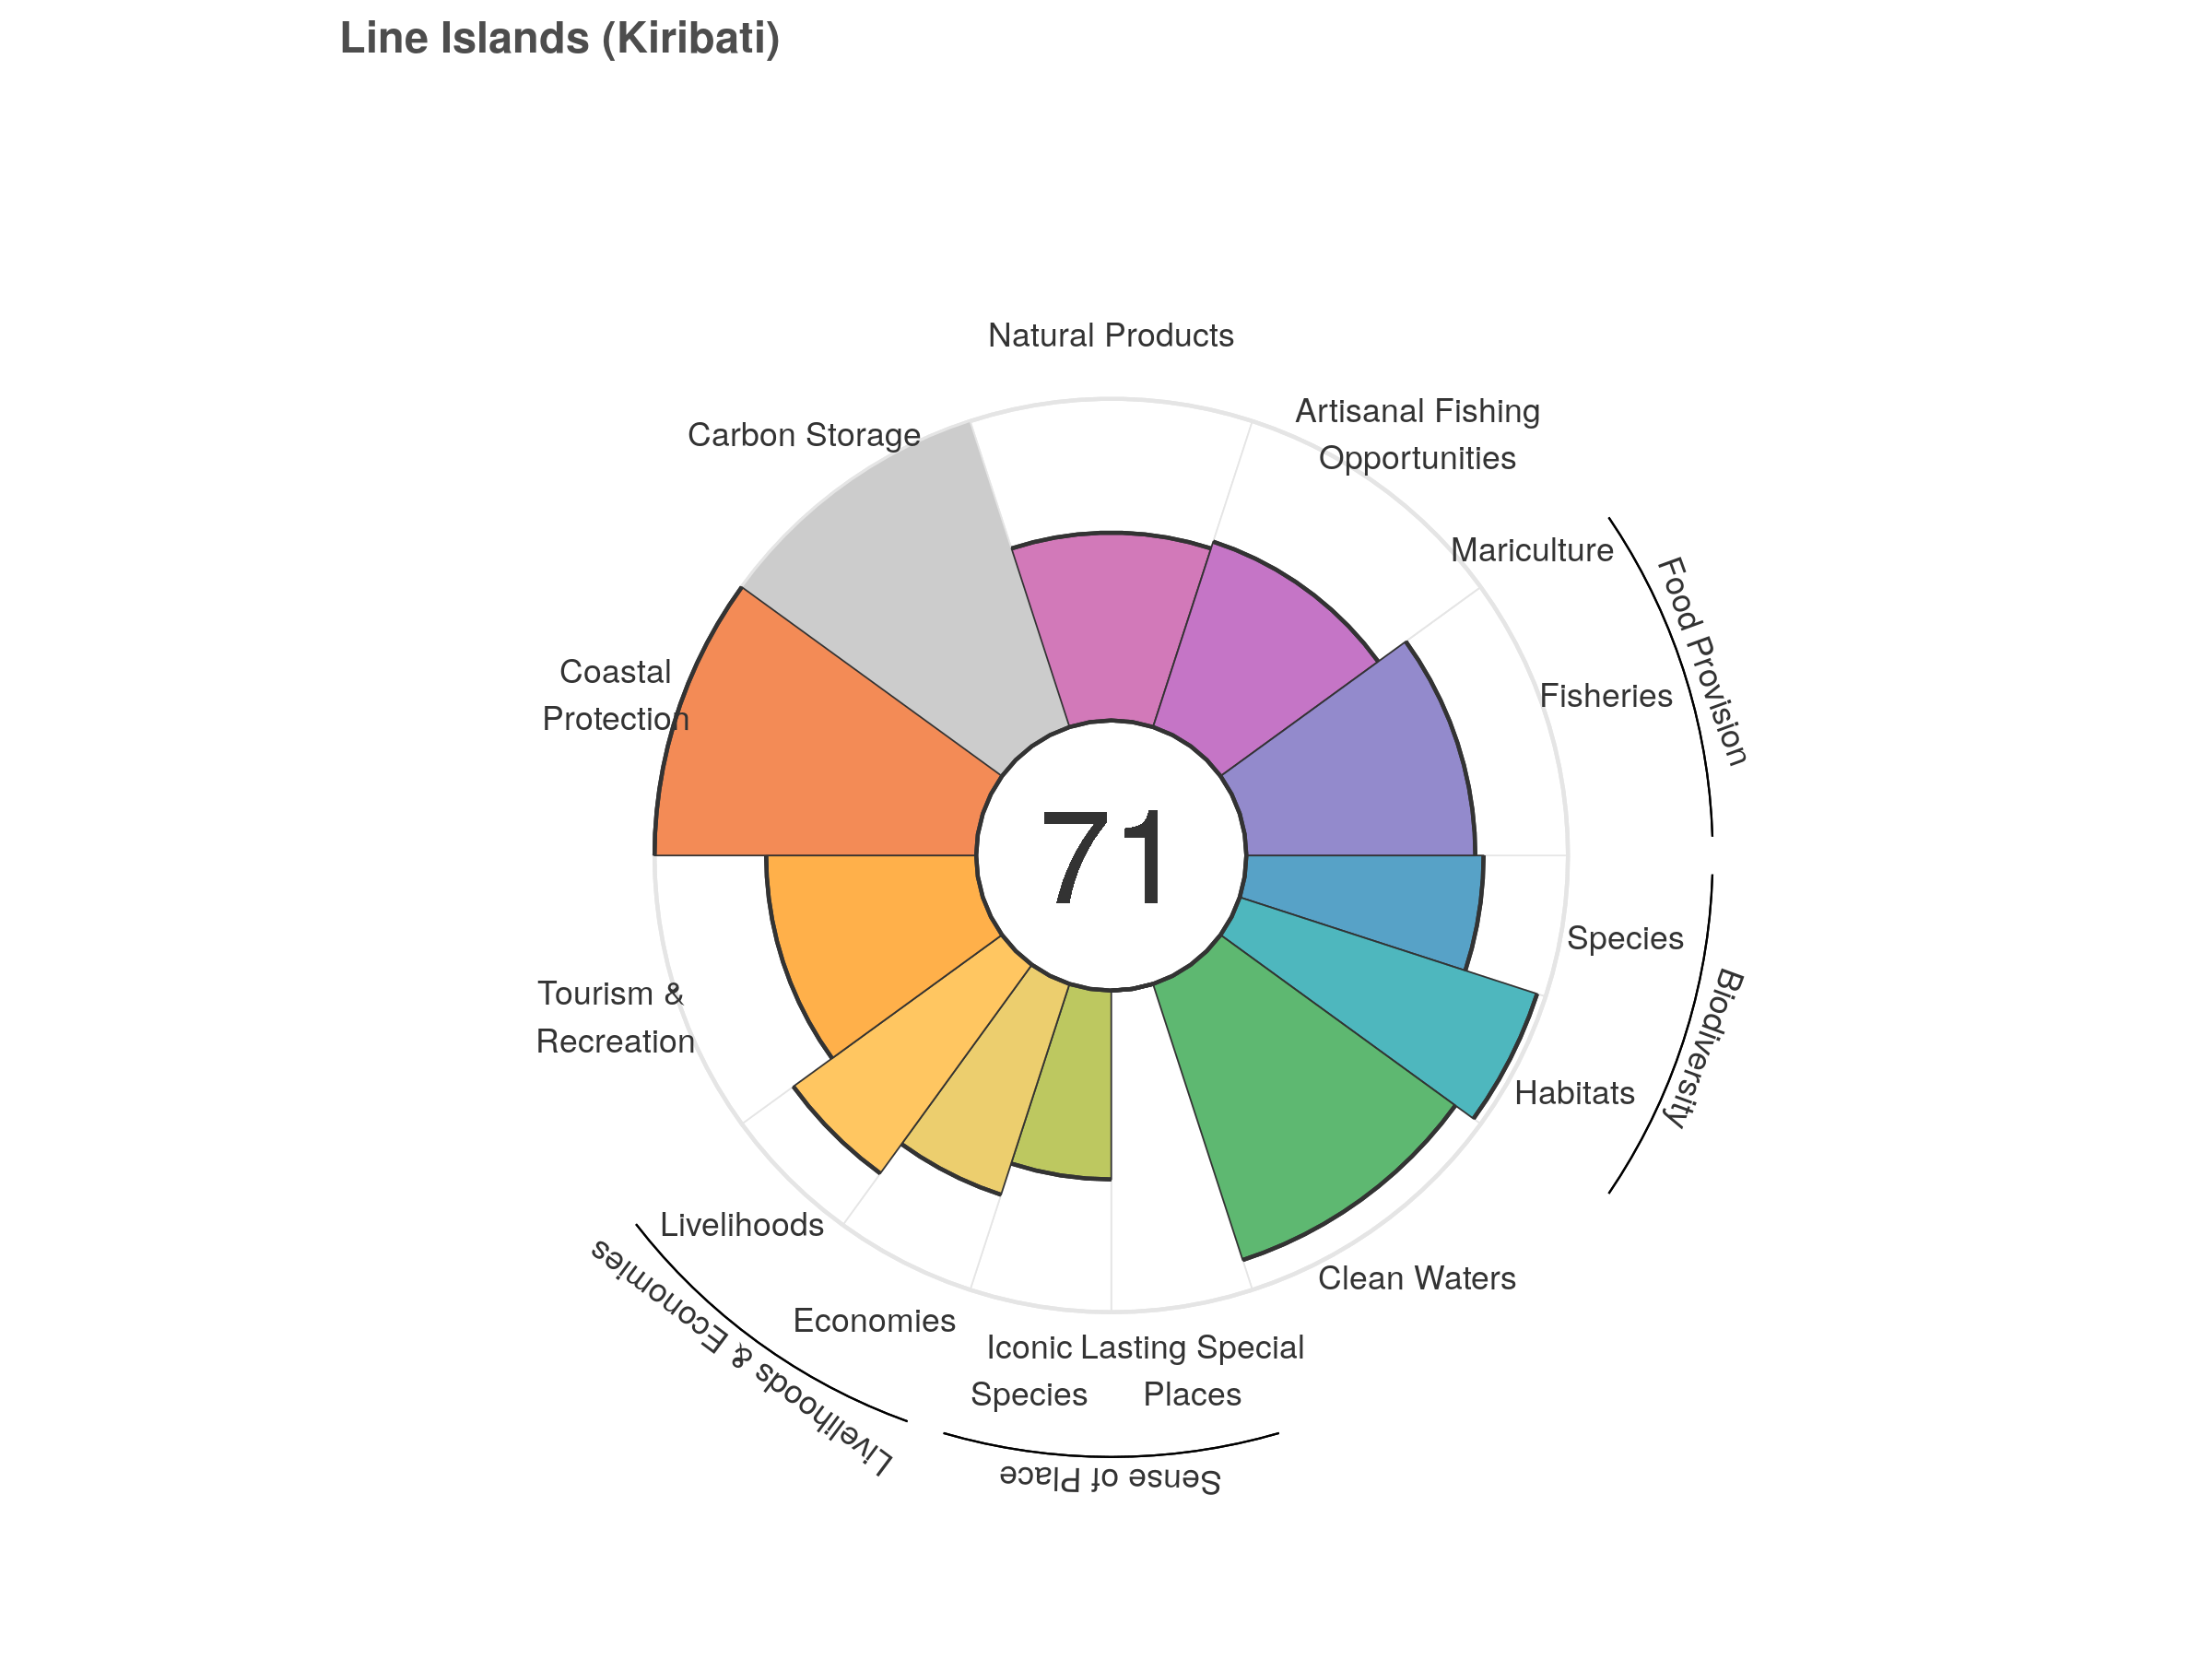 Line Islands (Kiribati)
Natural Products
Artisanal Fishing
Opportunities
Carbon Storage
Mariculture
Food Provision
Fisheries
Coastal
Protection
71
Species
Biodiversity
Tourism &
Recreation
Habitats
Livelihoods
Clean Waters
Livelihoods & Economies
Economies
Iconic
Species
Lasting Special
Places
Sense of Place